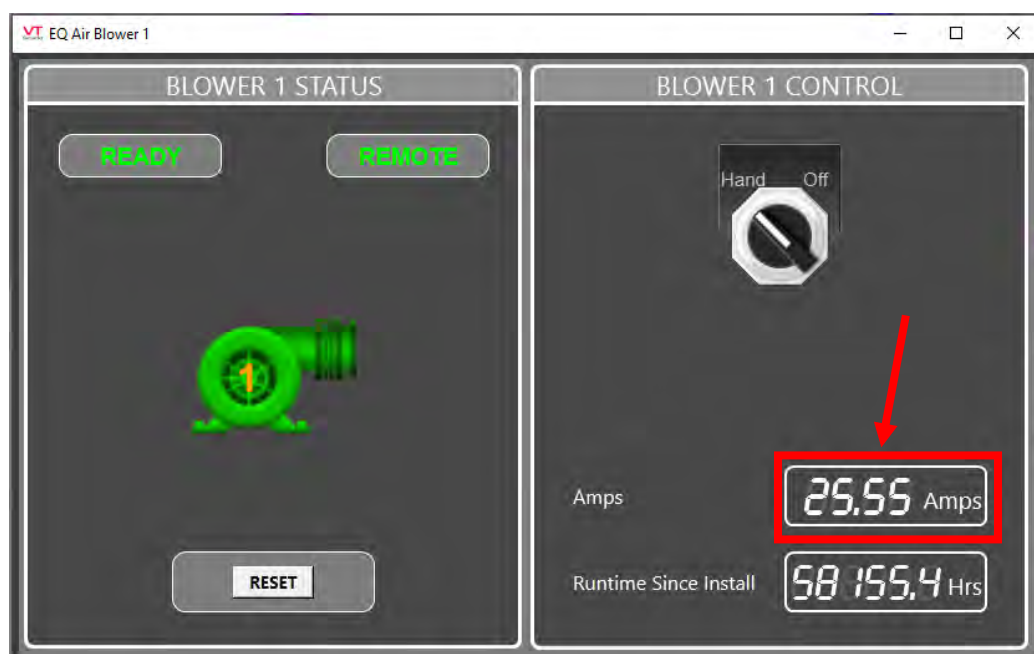 VT EQ Air Blower 1
BLOWER 1 STATUS
READY
REMOTE
1
RESET
BLOWER 1 CONTROL
Hand Off
Amps 25.55 Amps
Runtime Since Install 58155.4 Hrs